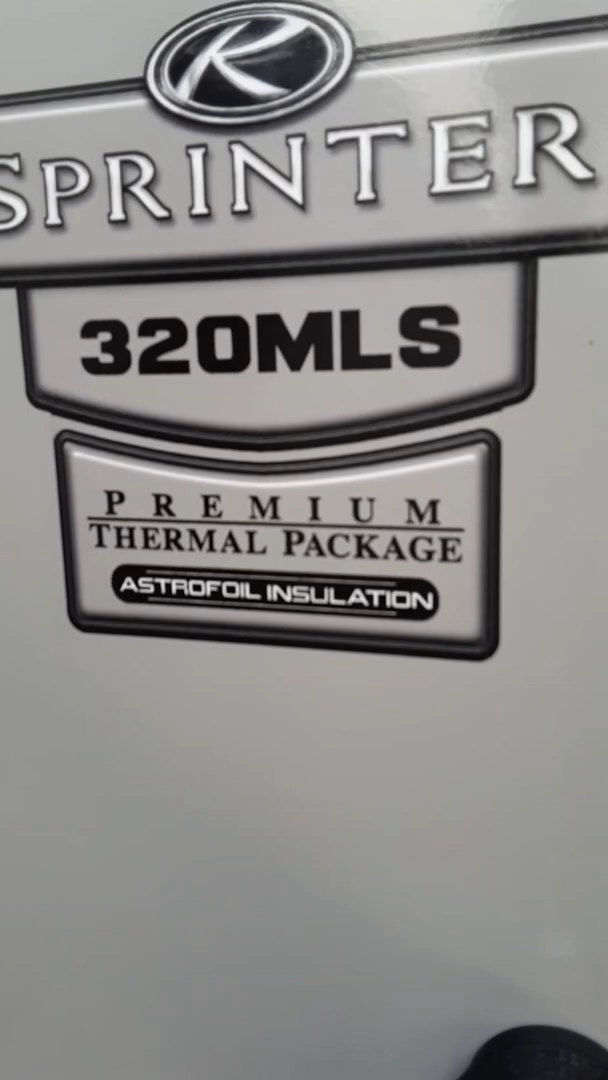 R
SPRINTER
320MLS
PREMIUM
THERMAL PACKAGE
ASTROFOIL INSULATION